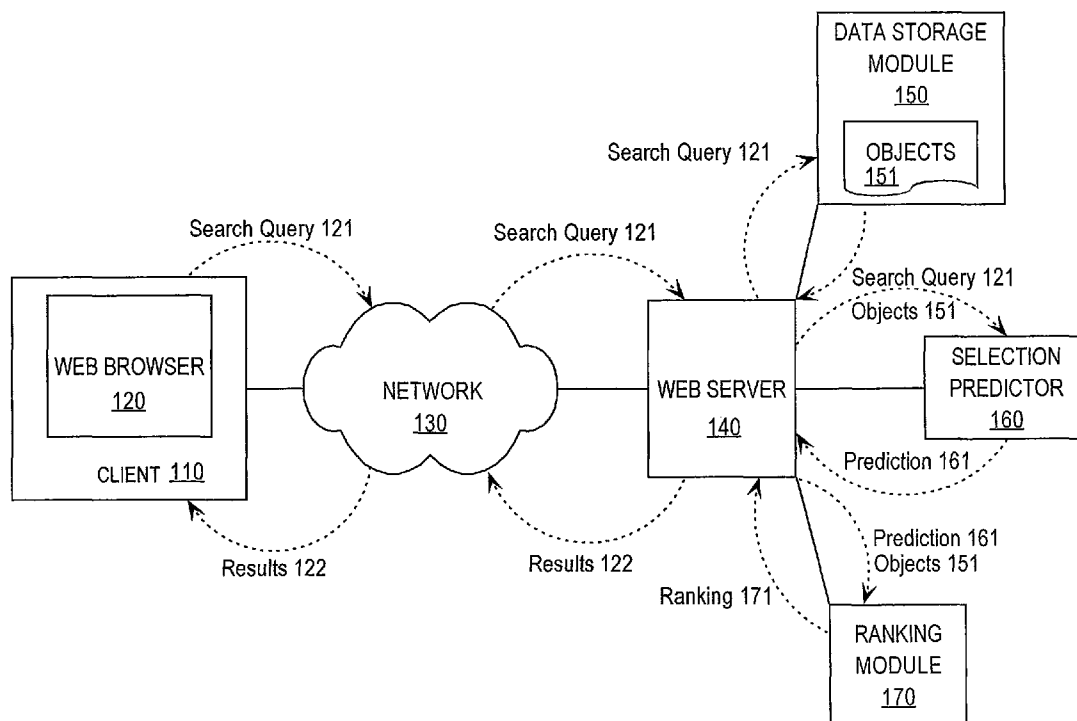 DATA STORAGE
MODULE
150
OBJECTS
151
Search Query 121
Search Query 121
Search Query 121
Search Query 121
Objects 151
WEB BROWSER
120
CLIENT 110
NETWORK
130
WEB SERVER
140
SELECTION
PREDICTOR
160
Prediction 161
Results 122
Results 122
Prediction 161
Objects 151
Ranking 171
RANKING
MODULE
170